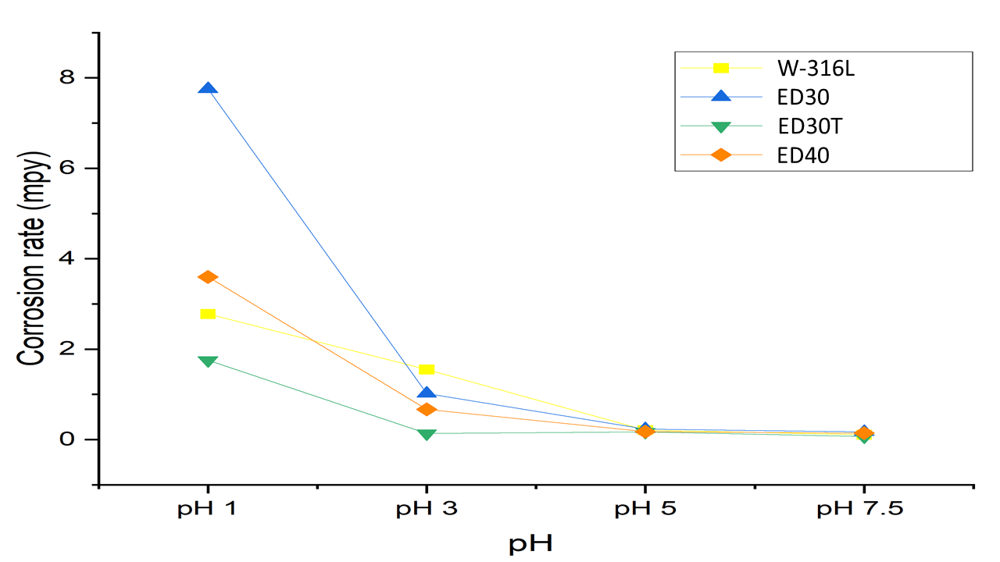 W-316L
ED30
ED30T
ED40
Corrosion rate (mpy)
8
6
4
2
0
pH 1
pH 3
pH 5
pH 7.5
pH